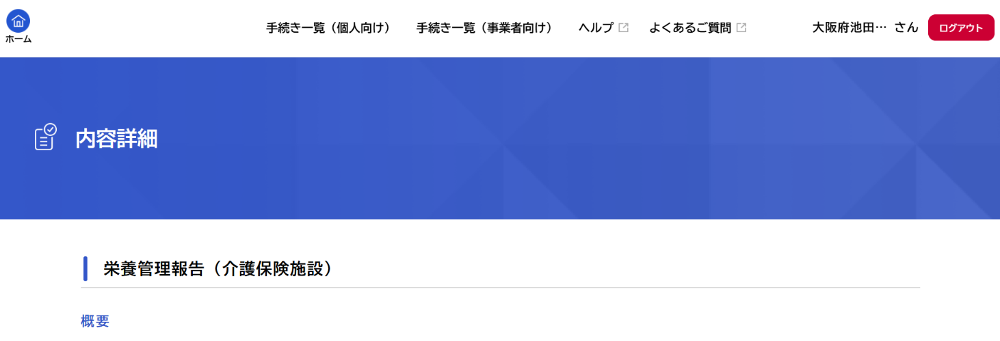 ホーム
手続き一覧（個人向け） 手続き一覧（事業者向け） ヘルプ よくあるご質問 大阪府池田… さん ログアウト
内容詳細
栄養管理報告（介護保険施設）
概要